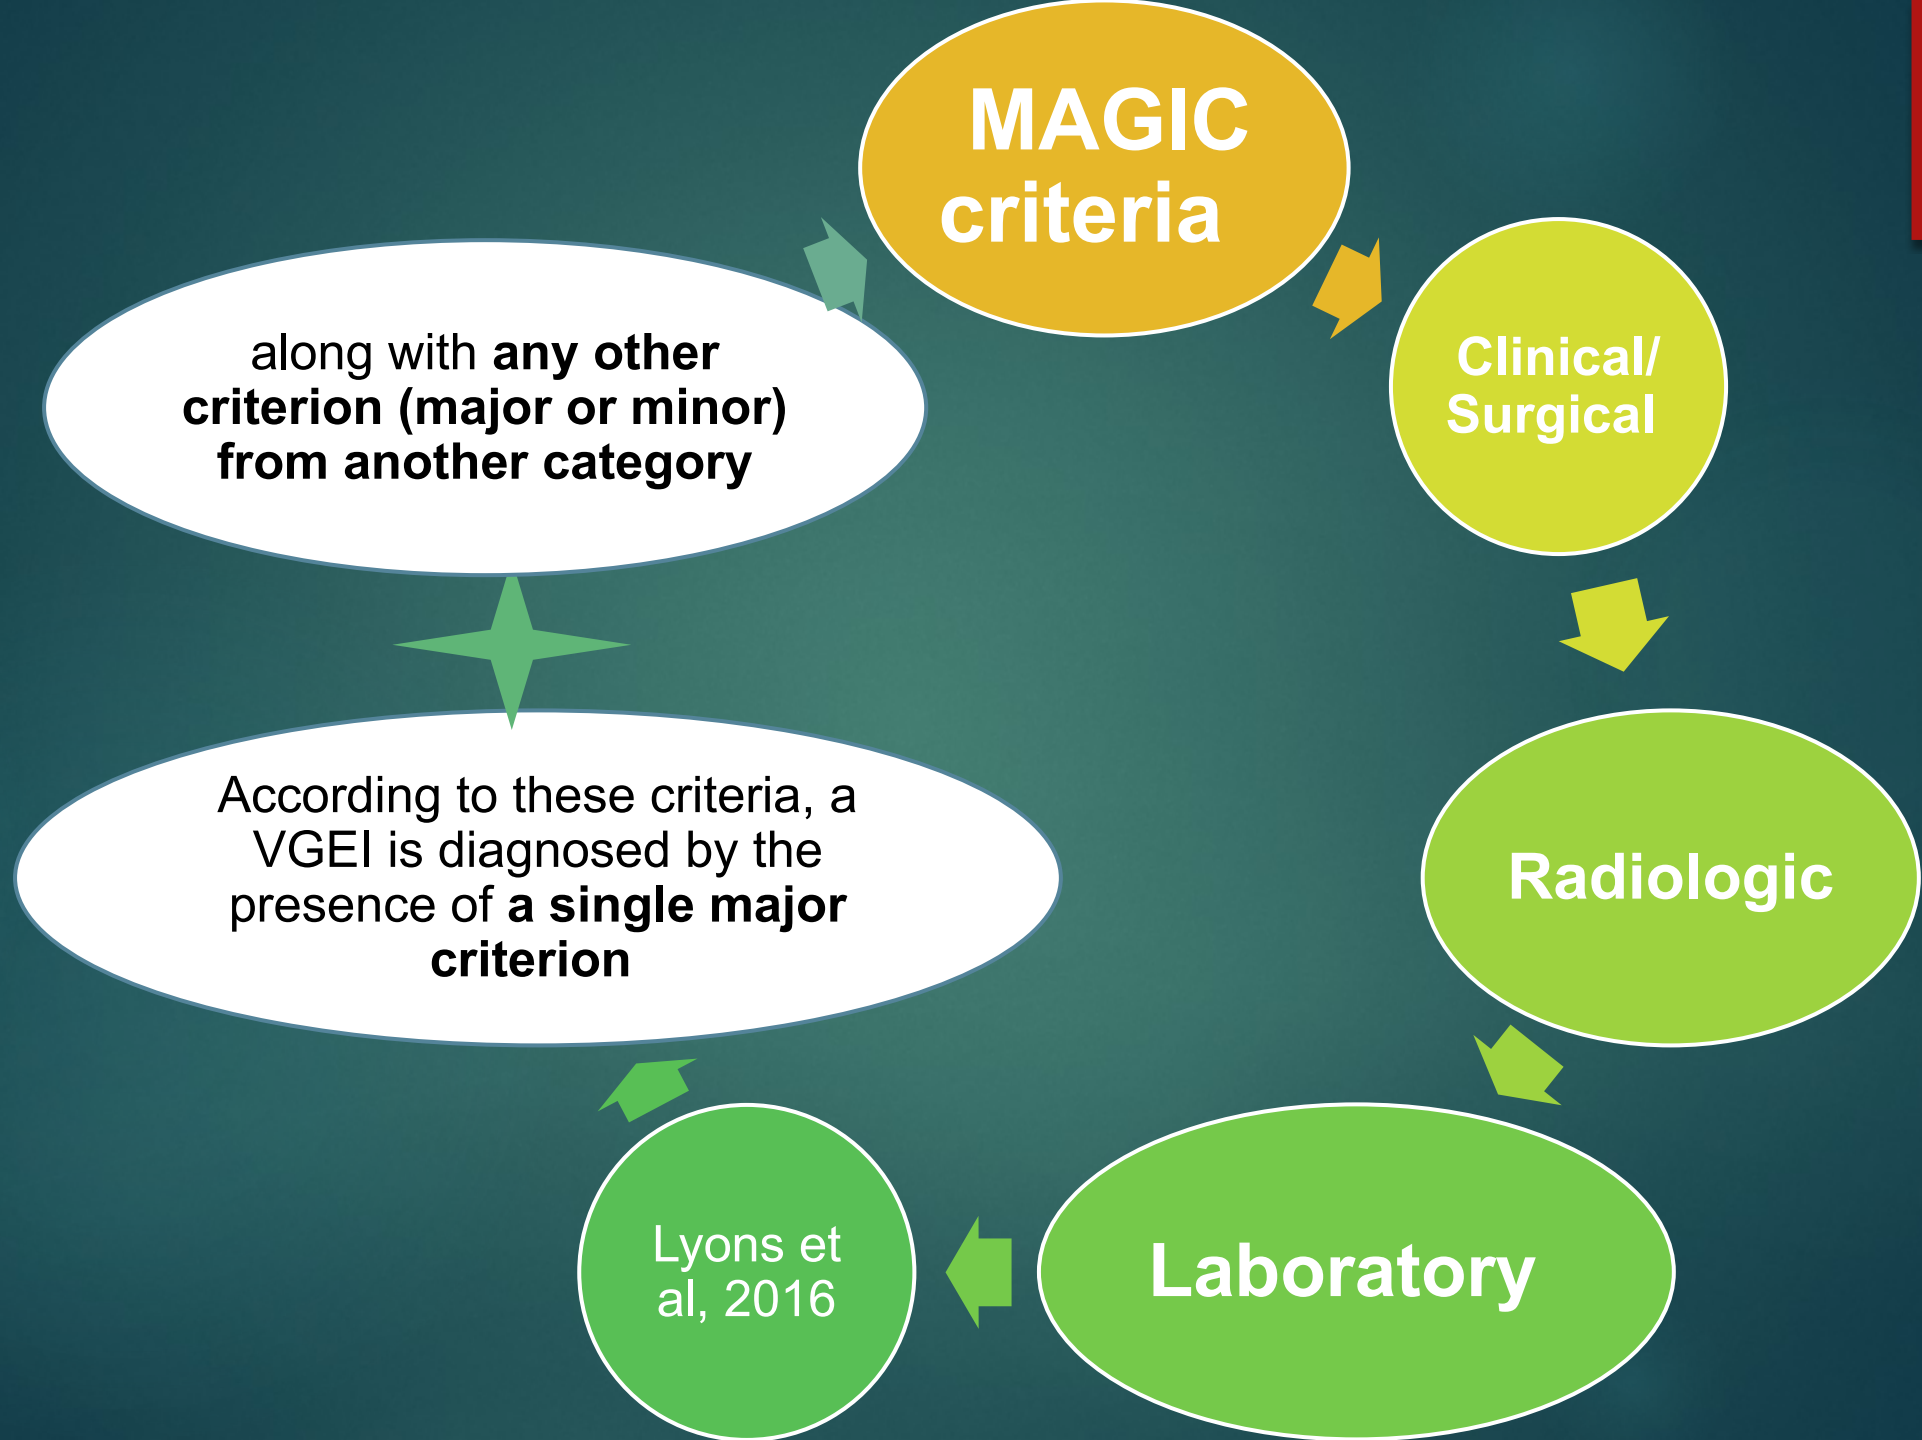 MAGIC
criteria
Clinical/
Surgical
Radiologic
Laboratory
Lyons et
al, 2016
According to these criteria, a
VGEI is diagnosed by the
presence of a single major
criterion
along with any other
criterion (major or minor)
from another category